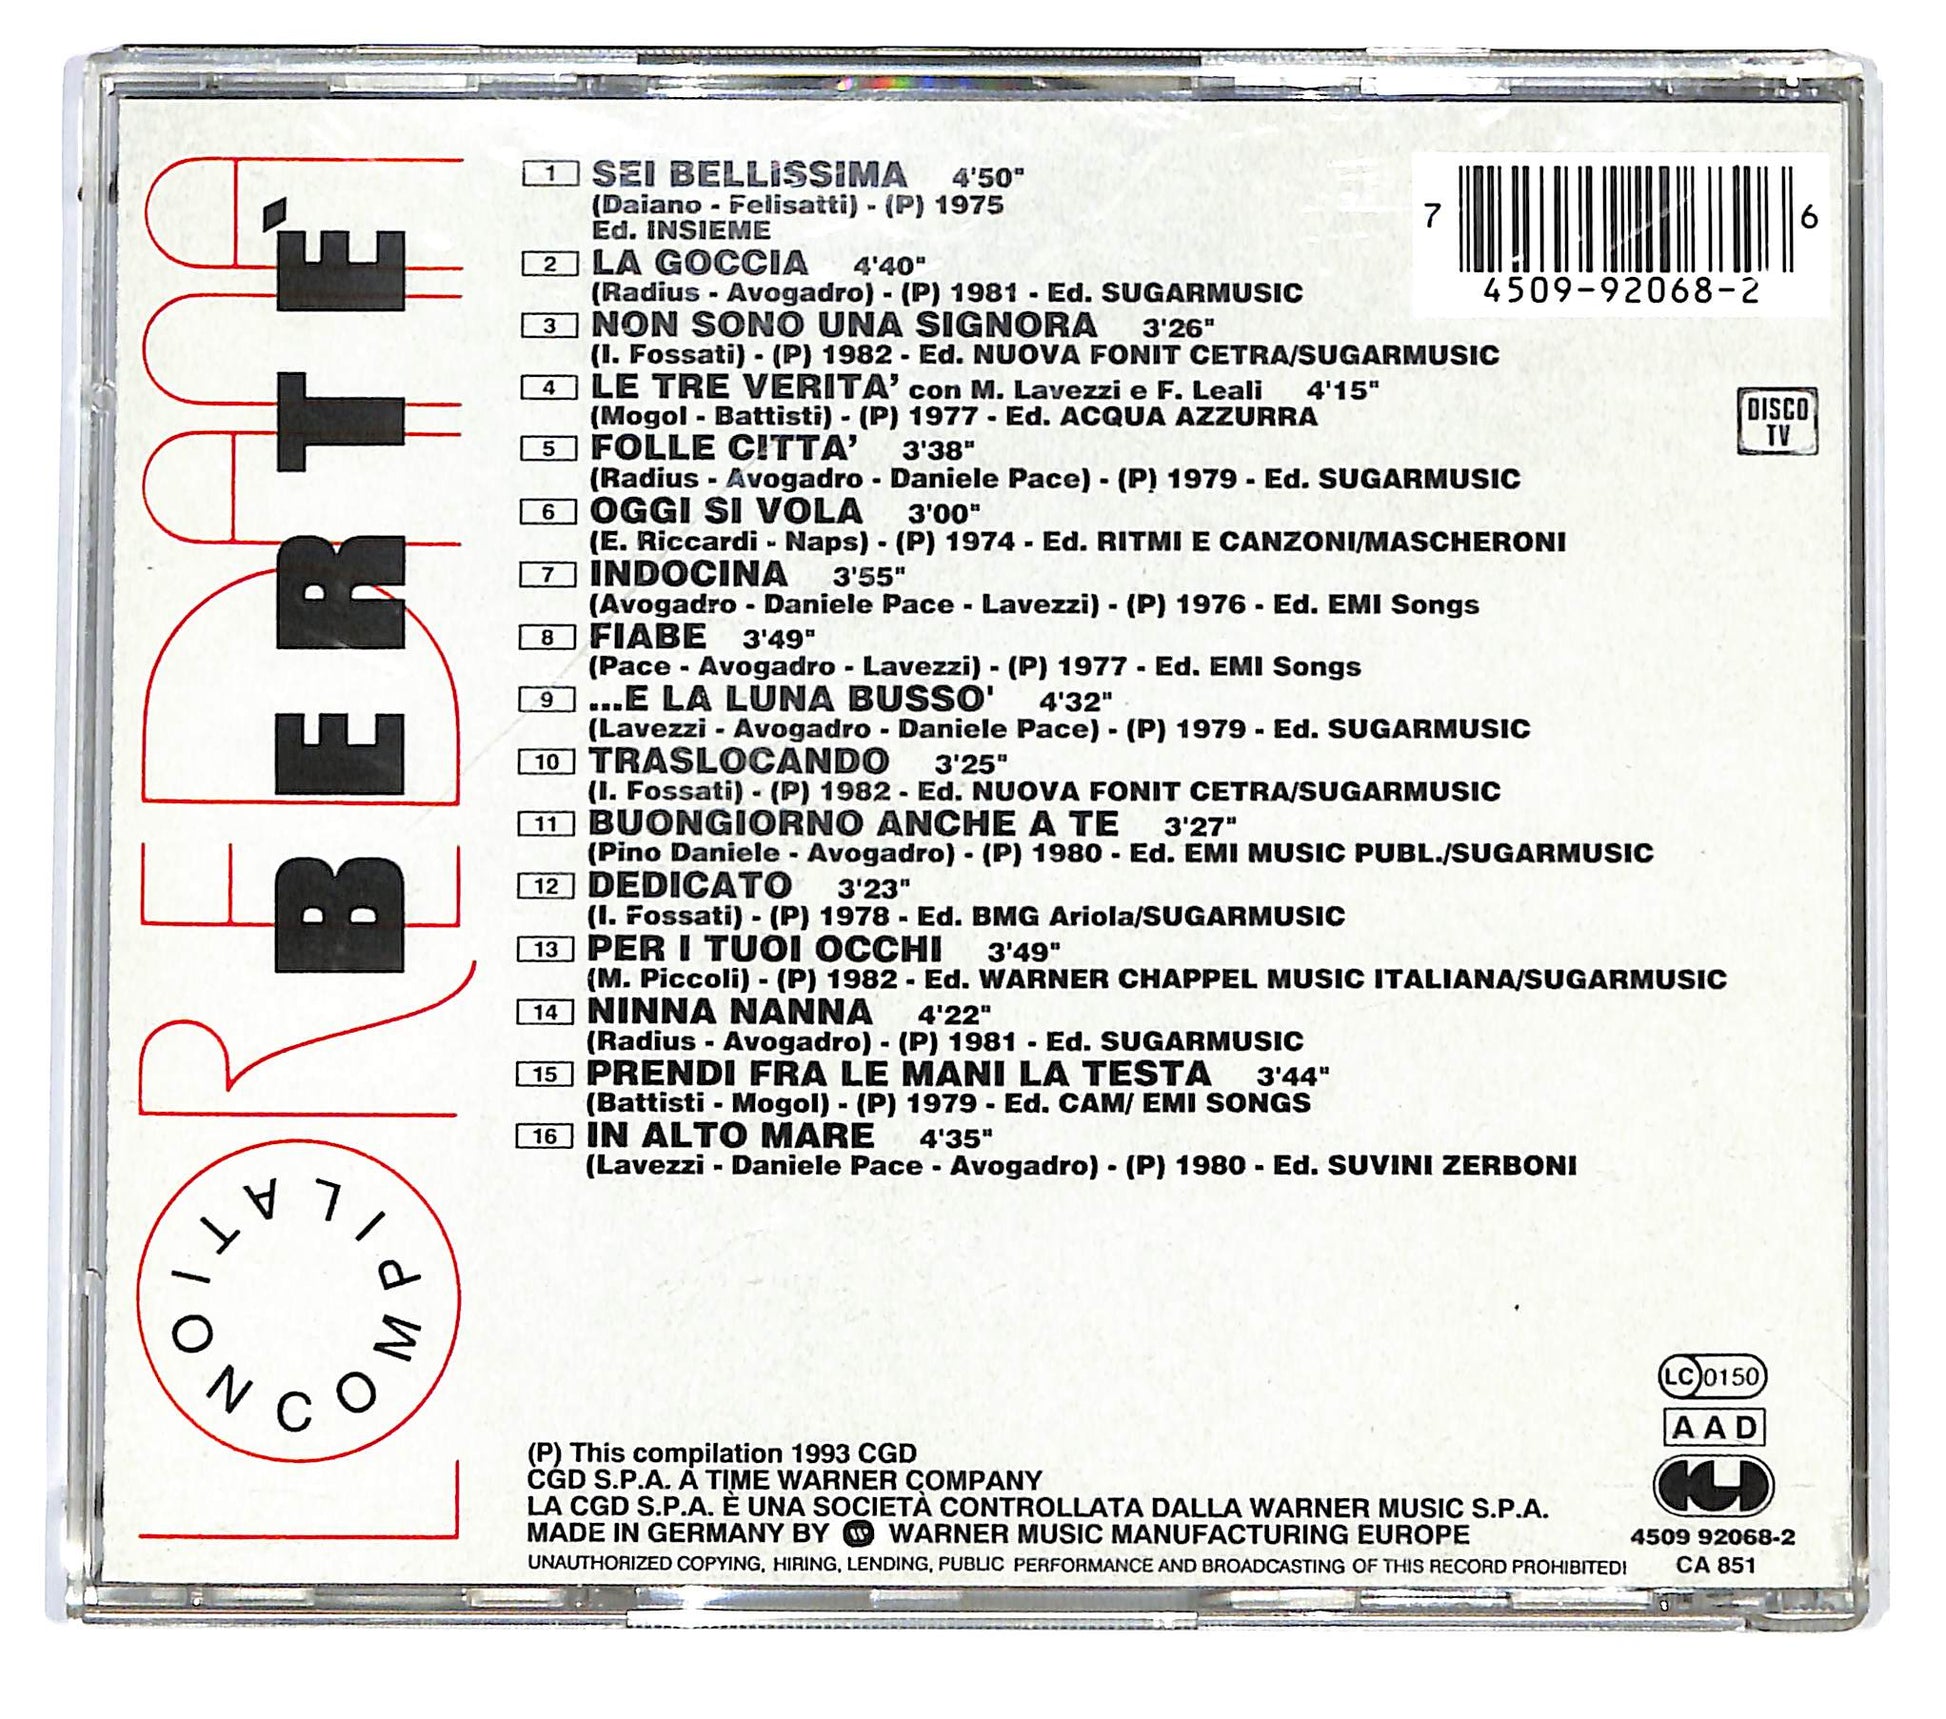 LOREDANA
BERTÉ
COMPILATION
1 SEI BELLISSIMA 4'50"
(Daiano - Felisatti) - (P) 1975
Ed. INSIEME
2 LA GOCCIA 4'40"
(Radius - Avogadro) - (P) 1981 - Ed. SUGARMUSIC
3 NON SONO UNA SIGNORA 3'26"
(I. Fossati) - (P) 1982 - Ed. NUOVA FONIT CETRA/SUGARMUSIC
4 LE TRE VERITA' con M. Lavezzi e F. Leali 4'15"
(Mogol - Battisti) - (P) 1977 - Ed. ACQUA AZZURRA
5 FOLLE CITTA' 3'38"
(Radius - Avogadro - Daniele Pace) - (P) 1979 - Ed. SUGARMUSIC
6 OGGI SI VOLA 3'00"
(E. Riccardi - Naps) - (P) 1974 - Ed. RITMI E CANZONI/MASCHERONI
7 INDOCINA 3'55"
(Avogadro - Daniele Pace - Lavezzi) - (P) 1976 - Ed. EMI Songs
8 FIABE 3'49"
(Pace - Avogadro - Lavezzi) - (P) 1977 - Ed. EMI Songs
9 ...E LA LUNA BUSSO' 4'32"
(Lavezzi - Avogadro - Daniele Pace) - (P) 1979 - Ed. SUGARMUSIC
10 TRASLOCANDO 3'25"
(I. Fossati) - (P) 1982 - Ed. NUOVA FONIT CETRA/SUGARMUSIC
11 BUONGIORNO ANCHE A TE 3'27"
(Pino Daniele - Avogadro) - (P) 1980 - Ed. EMI MUSIC PUBL./SUGARMUSIC
12 DEDICATO 3'23"
(I. Fossati) - (P) 1978 - Ed. BMG Ariola/SUGARMUSIC
13 PER I TUOI OCCHI 3'49"
(M. Piccoli) - (P) 1982 - Ed. WARNER CHAPPEL MUSIC ITALIANA/SUGARMUSIC
14 NINNA NANNA 4'22"
(Radius - Avogadro) - (P) 1981 - Ed. SUGARMUSIC
15 PRENDI FRA LE MANI LA TESTA 3'44"
(Battisti - Mogol) - (P) 1979 - Ed. CAM/ EMI SONGS
16 IN ALTO MARE 4'35"
(Lavezzi - Daniele Pace - Avogadro) - (P) 1980 - Ed. SUVINI ZERBONI
7 6
4509-92068-2
DISCO
TV
(P) This compilation 1993 CGD
CGD S.P.A. A TIME WARNER COMPANY
LA CGD S.P.A. È UNA SOCIETÀ CONTROLLATA DALLA WARNER MUSIC S.P.A.
MADE IN GERMANY BY WARNER MUSIC MANUFACTURING EUROPE
UNAUTHORIZED COPYING, HIRING, LENDING, PUBLIC PERFORMANCE AND BROADCASTING OF THIS RECORD PROHIBITED!
LC 0150
AAD
4509 92068-2
CA 851